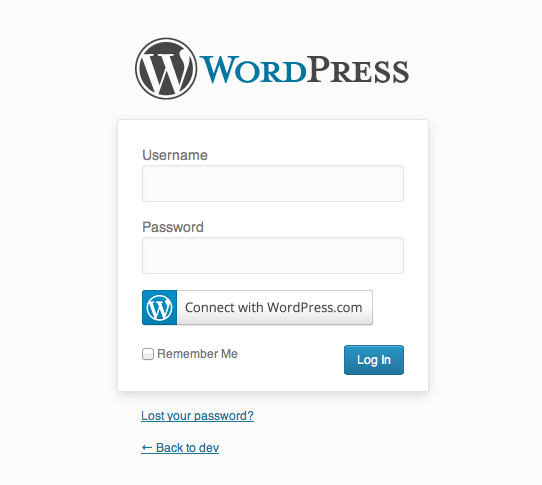 WORDPRESS
Username
Password
Connect with WordPress.com
Remember Me
Log In
Lost your password?
← Back to dev